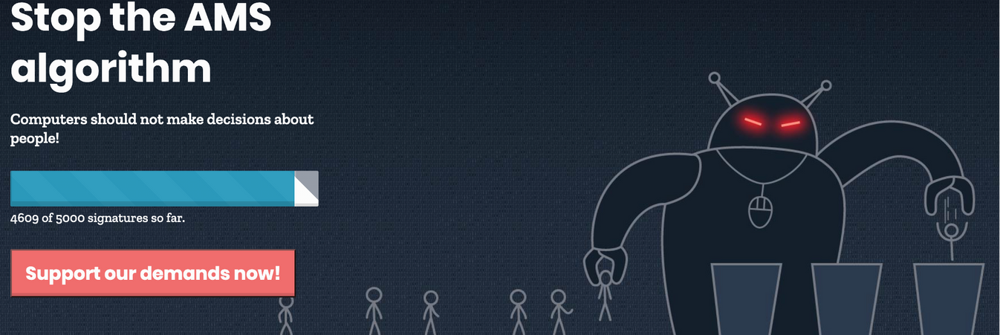 Stop the AMS
algorithm
Computers should not make decisions about
people!
4609 of 5000 signatures so far.
Support our demands now!